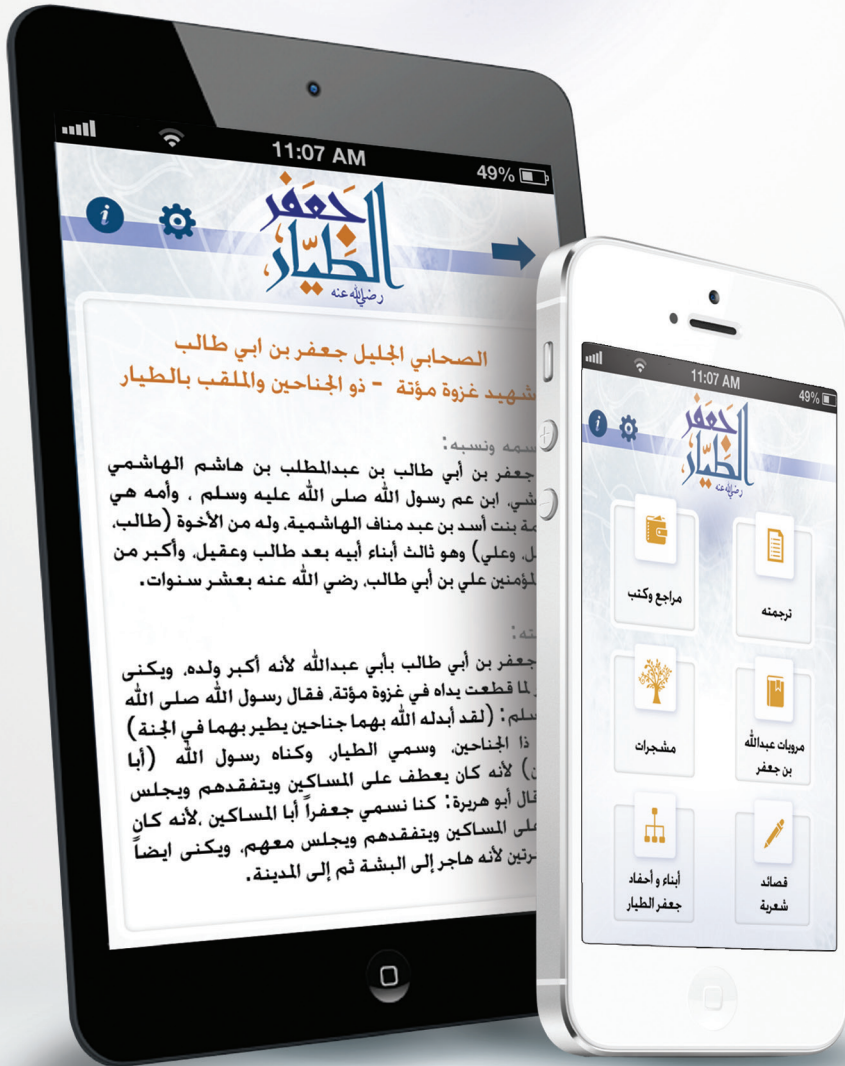 11:07 AM
49%
جعفر
الطيار
رضي الله عنه
الصحابي الجليل جعفر بن ابي طالب
شهيد غزوة مؤتة - ذو الجناحين والملقب بالطيار
سمه ونسبه:
جعفر بن أبي طالب بن عبدالمطلب بن هاشم الهاشمي
ابن عم رسول الله صلى الله عليه وسلم . وأمه هي
بنت أسد بن عبد مناف الهاشمية، وله من الأخوة (طالب،
وعلي) وهو ثالث أبناء أبيه بعد طالب وعقيل، وأكبر من
علي بن أبي طالب، رضي الله عنه بعشر سنوات.
جعفر بن أبي طالب بأبي عبدالله لأنه أكبر ولده، ويكنى
لما قطعت يداه في غزوة مؤتة، فقال رسول الله صلى الله
سلم: (لقد أبدله الله بهما جناحين يطير بهما في الجنة)
ذا الجناحين، وسمي الطيار، وكناه رسول الله (أبا
لأنه كان يعطف على المساكين ويتفقدهم ويجلس
قال أبو هريرة: كنا نسمي جعفراً أبا المساكين ،لأنه كان
على المساكين ويتفقدهم ويجلس معهم، ويكنى ايضاً
لأنه هاجر إلى البشة ثم إلى المدينة.
11:07 AM
49%
جعفر
الطيار
رضي الله عنه
ترجمته
مراجع وكتب
مرويات عبدالله
بن جعفر
مشجرات
قصائد
شعرية
أبناء و أحفاد
جعفر الطيار